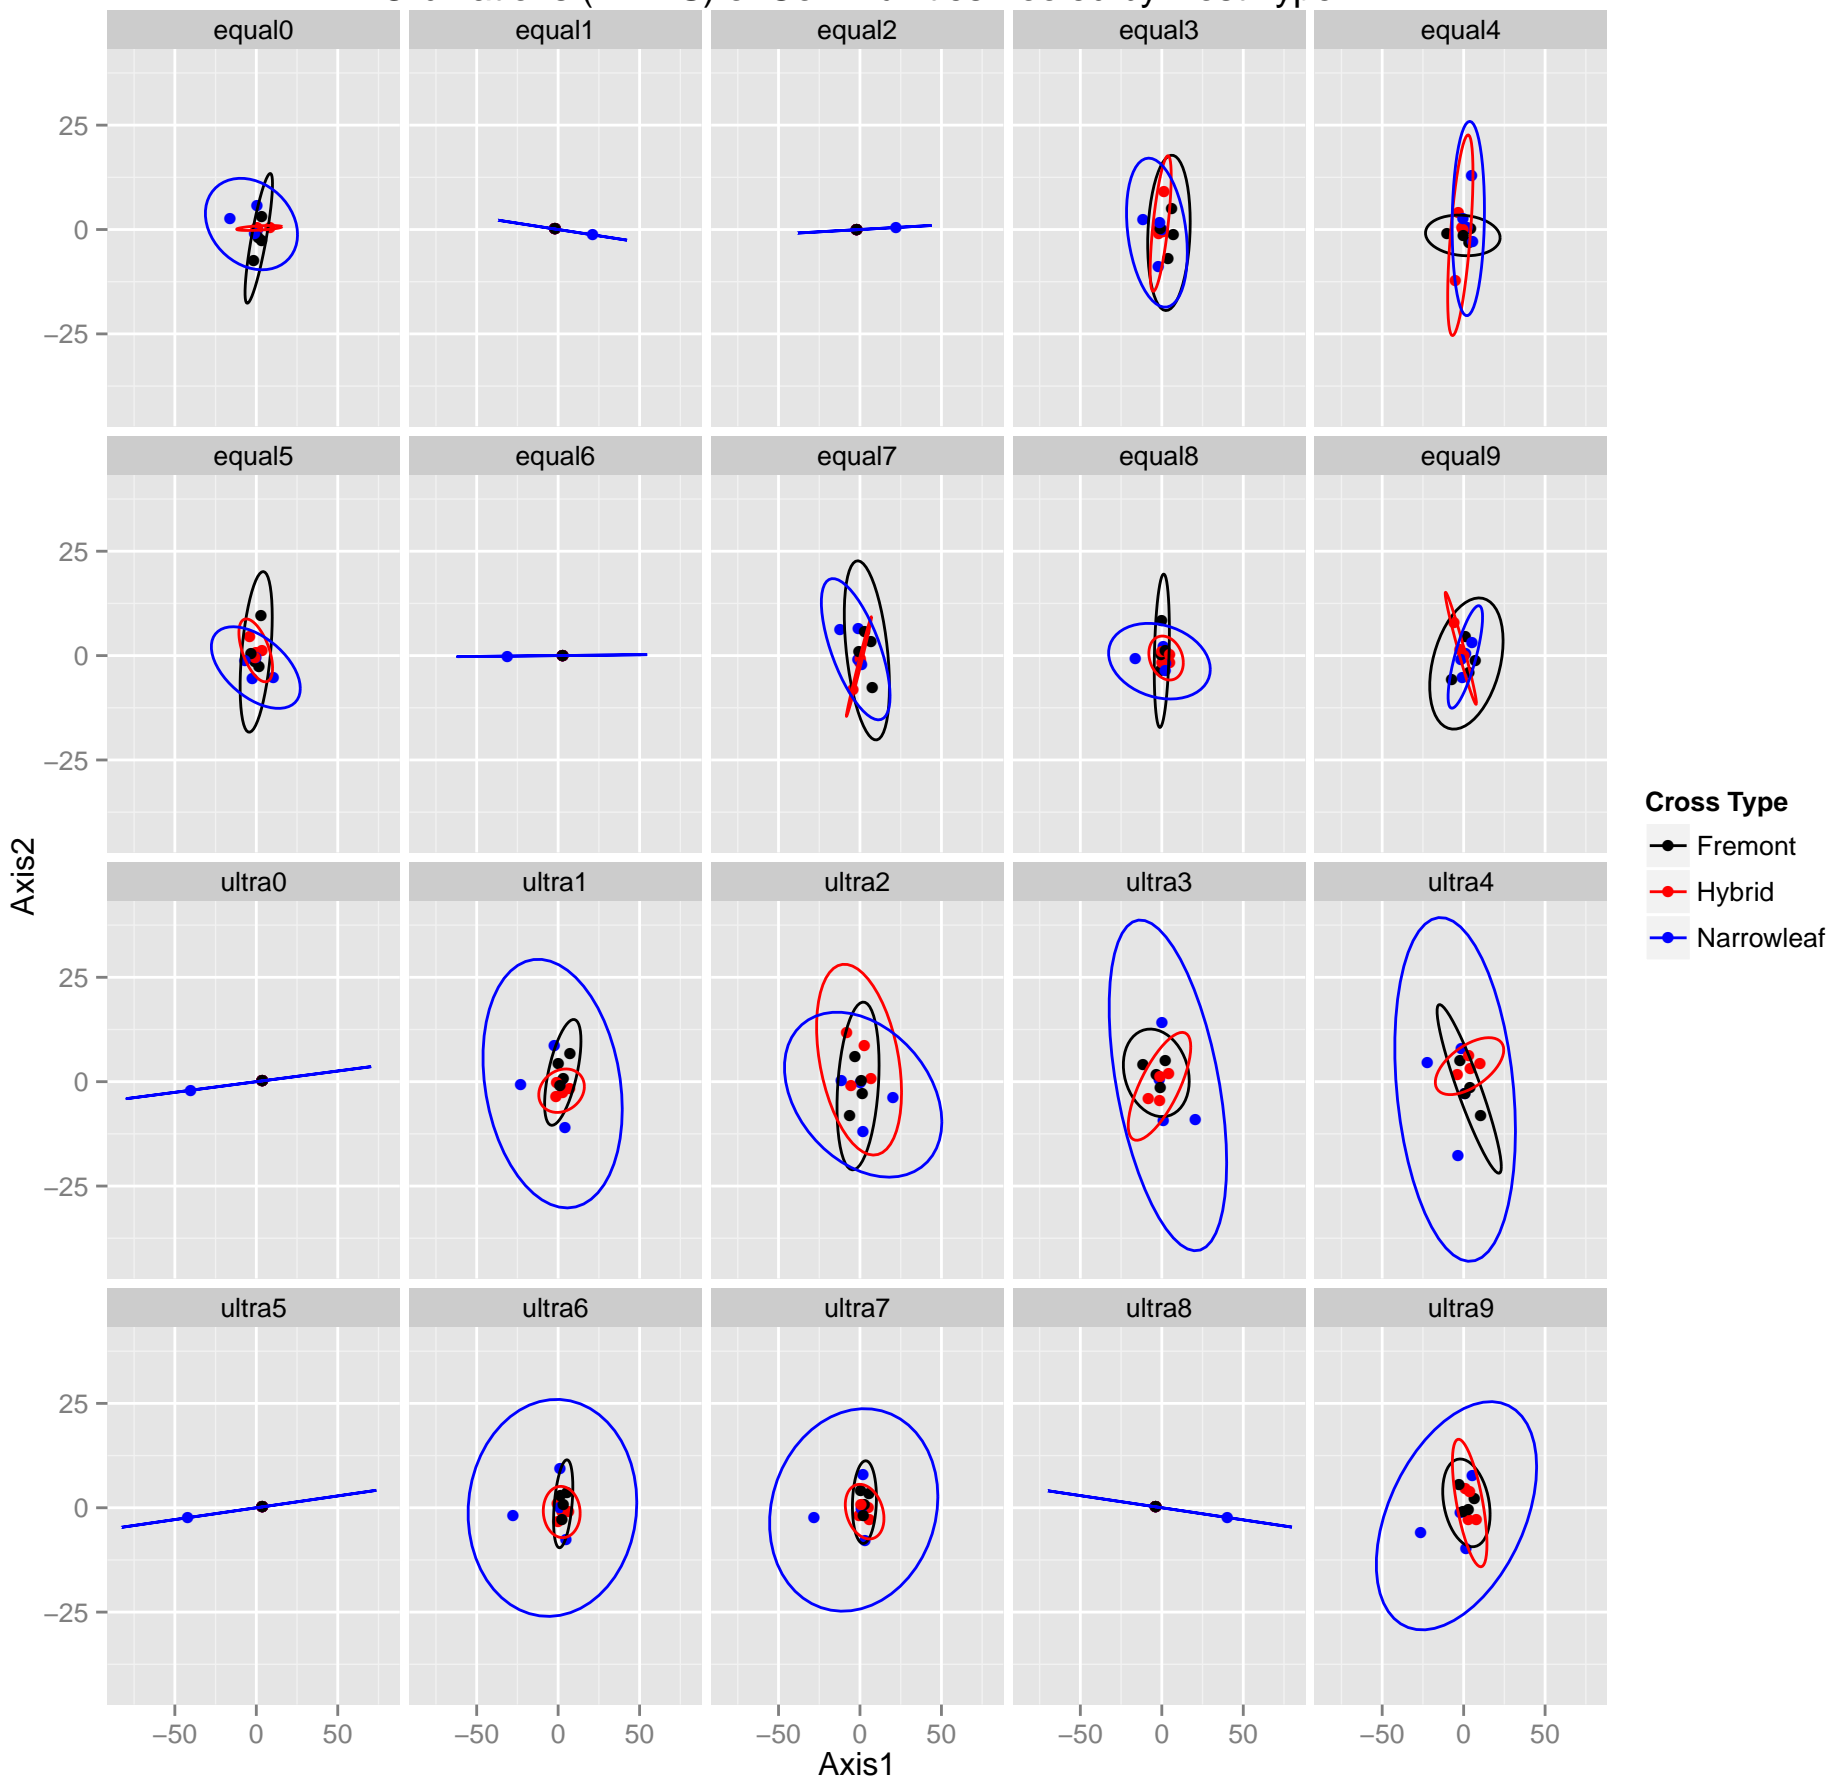 equal0 equal1 equal2 equal3 equal4
25
0
−25
equal5 equal6 equal7 equal8 equal9
25
0
−25
ultra0 ultra1 ultra2 ultra3 ultra4
25
0
−25
ultra5 ultra6 ultra7 ultra8 ultra9
25
0
−25
−50 0 50 −50 0 50 −50 0 50 −50 0 50 −50 0 50
Axis1
Axis2
Cross Type
Fremont
Hybrid
Narrowleaf